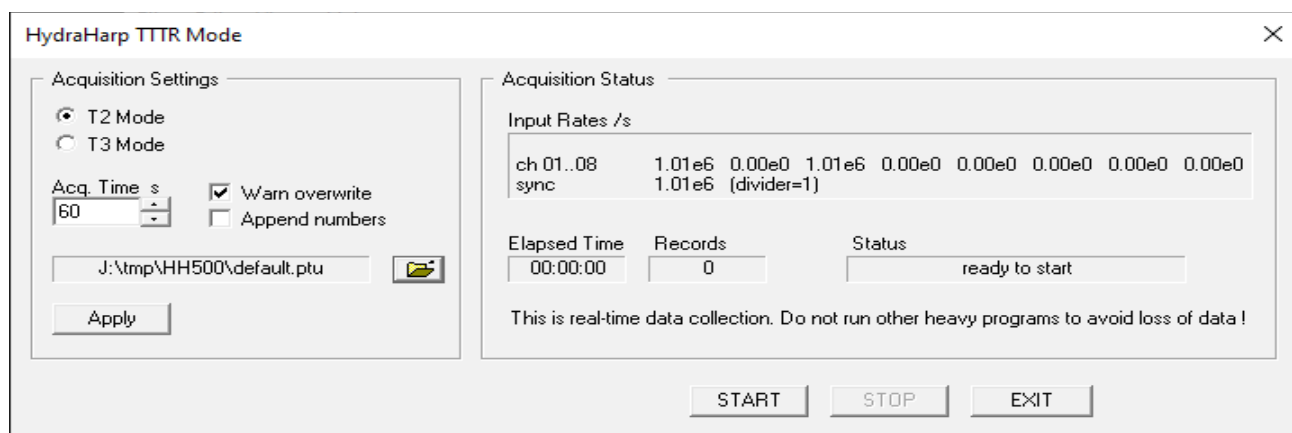 HydraHarp TTTR Mode
Acquisition Settings
T2 Mode
T3 Mode
Acq. Time s
60
Warn overwrite
Append numbers
J:\tmp\HH500\default.ptu
Apply
Acquisition Status
Input Rates /s
ch 01..08 1.01e6 0.00e0 1.01e6 0.00e0 0.00e0 0.00e0 0.00e0 0.00e0
sync 1.01e6 (divider=1)
Elapsed Time Records Status
00:00:00 0 ready to start
This is real-time data collection. Do not run other heavy programs to avoid loss of data !
START STOP EXIT